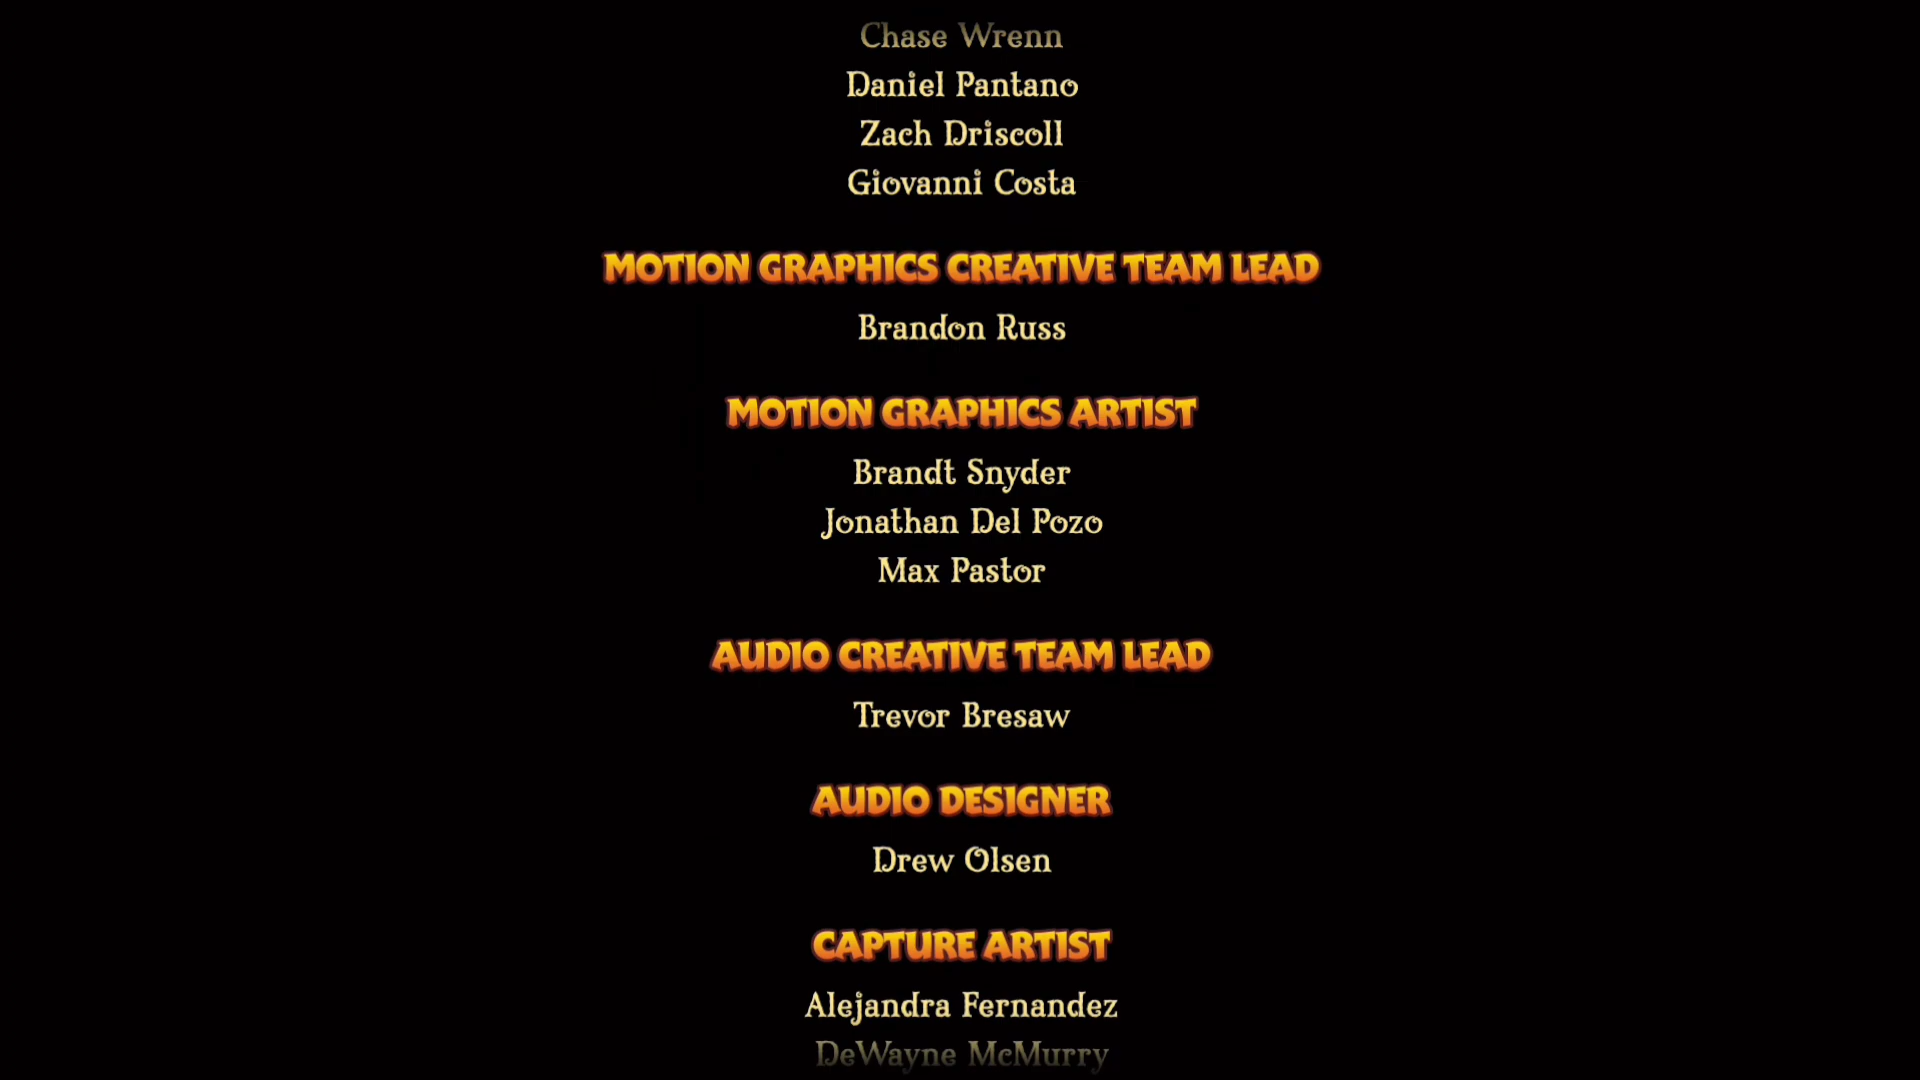 Chase Wrenn
Daniel Pantano
Zach Driscoll
Giovanni Costa
MOTION GRAPHICS CREATIVE TEAM LEAD
Brandon Russ
MOTION GRAPHICS ARTIST
Brandt Snyder
Jonathan Del Pozo
Max Pastor
AUDIO CREATIVE TEAM LEAD
Trevor Bresaw
AUDIO DESIGNER
Drew Olsen
CAPTURE ARTIST
Alejandra Fernandez
DeWayne McMurry